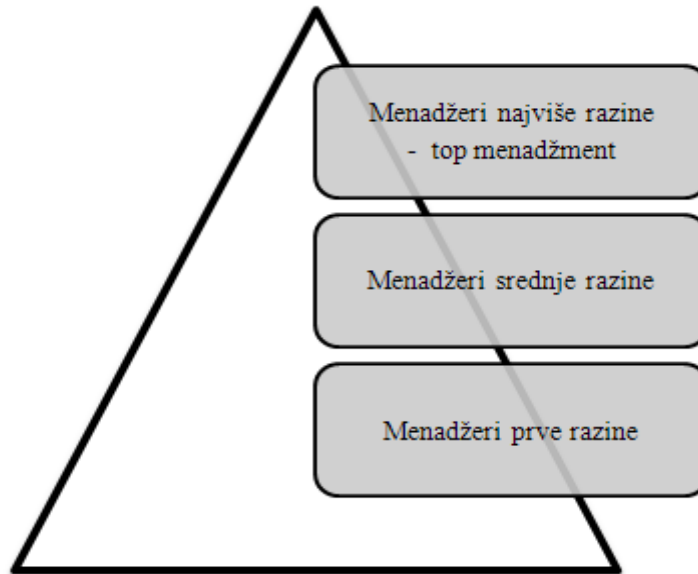 Menadžeri najviše razine
- top menadžment
Menadžeri srednje razine
Menadžeri prve razine